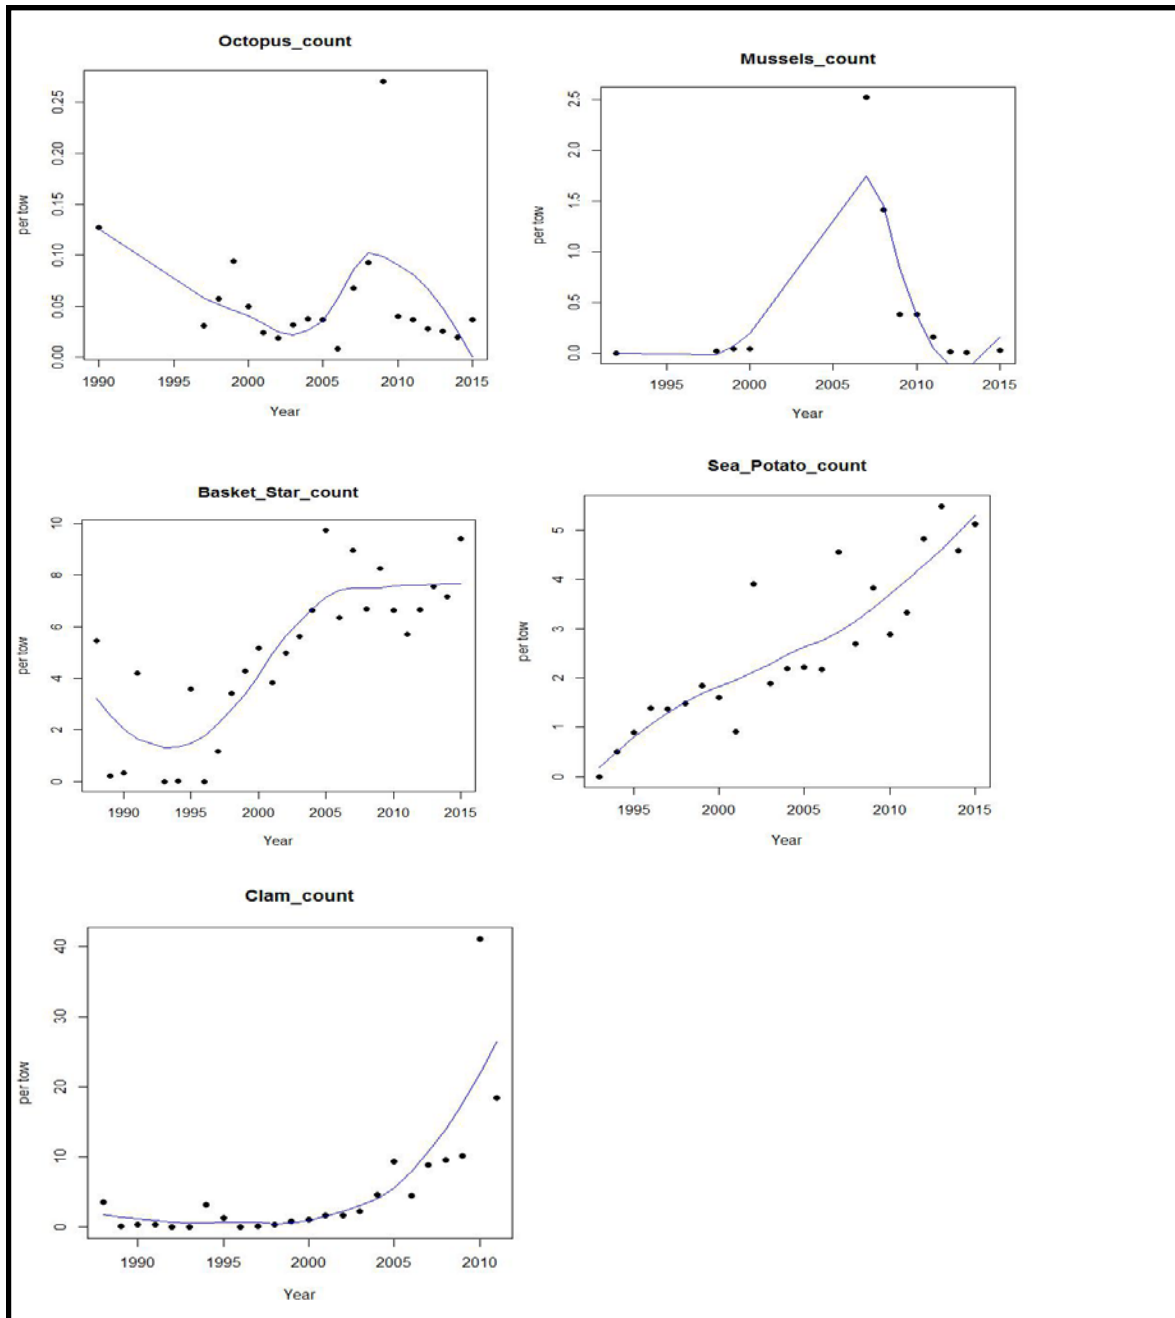 Octopus_count
0.25
0.20
0.15
0.10
0.05
0.00
per tow
1990 1995 2000 2005 2010 2015
Year
Mussels_count
2.5
2.0
1.5
1.0
0.5
0.0
per tow
1995 2000 2005 2010 2015
Year
Basket_Star_count
10
8
6
4
2
0
per tow
1990 1995 2000 2005 2010 2015
Year
Sea_Potato_count
5
4
3
2
1
0
per tow
1995 2000 2005 2010 2015
Year
Clam_count
40
30
20
10
0
per tow
1990 1995 2000 2005 2010
Year